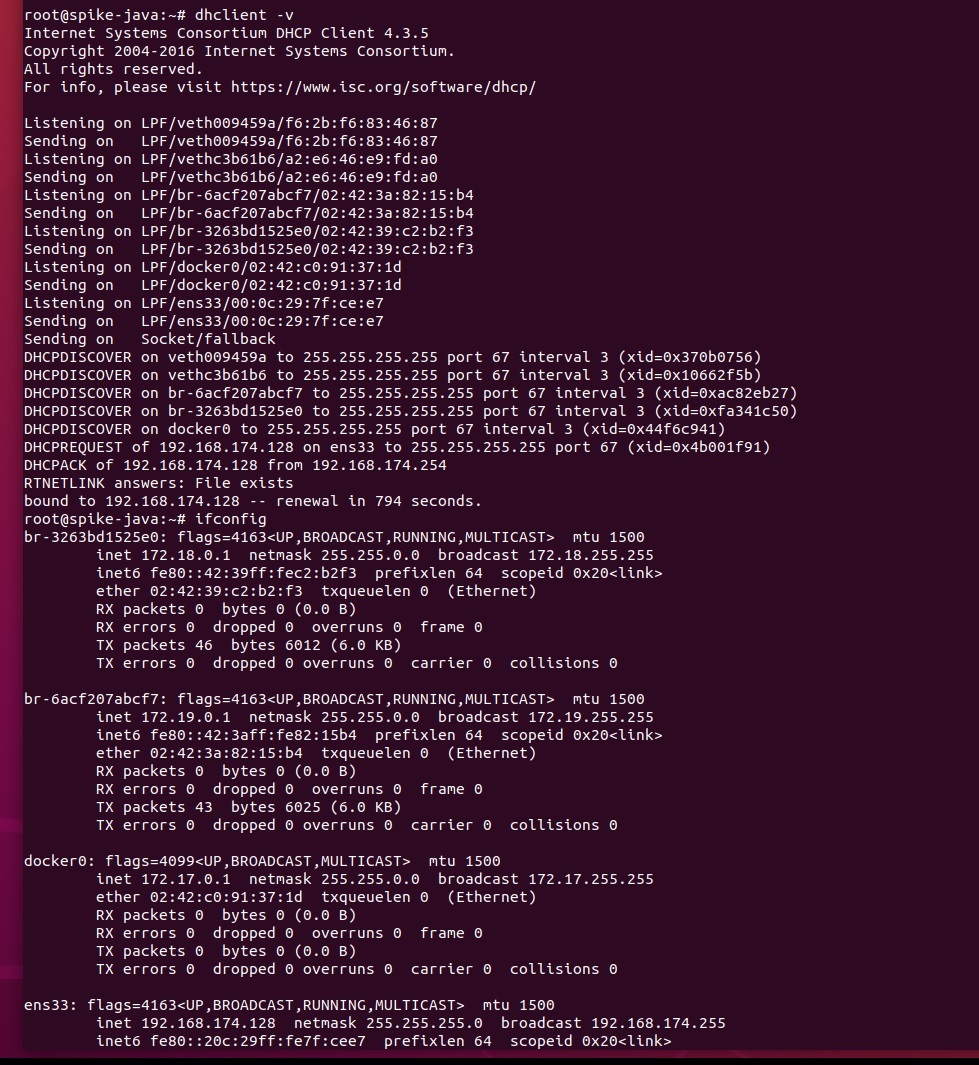 root@spike-java:~# dhclient -v
Internet Systems Consortium DHCP Client 4.3.5
Copyright 2004-2016 Internet Systems Consortium.
All rights reserved.
For info, please visit https://www.isc.org/software/dhcp/
Listening on LPF/veth009459a/f6:2b:f6:83:46:87
Sending on   LPF/veth009459a/f6:2b:f6:83:46:87
Listening on LPF/vethc3b61b6/a2:e6:46:e9:fd:a0
Sending on   LPF/vethc3b61b6/a2:e6:46:e9:fd:a0
Listening on LPF/br-6acf207abcf7/02:42:3a:82:15:b4
Sending on   LPF/br-6acf207abcf7/02:42:3a:82:15:b4
Listening on LPF/br-3263bd1525e0/02:42:39:c2:b2:f3
Sending on   LPF/br-3263bd1525e0/02:42:39:c2:b2:f3
Listening on LPF/docker0/02:42:c0:91:37:1d
Sending on   LPF/docker0/02:42:c0:91:37:1d
Listening on LPF/ens33/00:0c:29:7f:ce:e7
Sending on   LPF/ens33/00:0c:29:7f:ce:e7
Sending on   Socket/fallback
DHCPDISCOVER on veth009459a to 255.255.255.255 port 67 interval 3 (xid=0x370b0756)
DHCPDISCOVER on vethc3b61b6 to 255.255.255.255 port 67 interval 3 (xid=0x10662f5b)
DHCPDISCOVER on br-6acf207abcf7 to 255.255.255.255 port 67 interval 3 (xid=0xac82eb27)
DHCPDISCOVER on br-3263bd1525e0 to 255.255.255.255 port 67 interval 3 (xid=0xfa341c50)
DHCPDISCOVER on docker0 to 255.255.255.255 port 67 interval 3 (xid=0x44f6c941)
DHCPREQUEST of 192.168.174.128 on ens33 to 255.255.255.255 port 67 (xid=0x4b001f91)
DHCPACK of 192.168.174.128 from 192.168.174.254
RTNETLINK answers: File exists
bound to 192.168.174.128 -- renewal in 794 seconds.
root@spike-java:~# ifconfig
br-3263bd1525e0: flags=4163<UP,BROADCAST,RUNNING,MULTICAST>  mtu 1500
        inet 172.18.0.1  netmask 255.255.0.0  broadcast 172.18.255.255
        inet6 fe80::42:39ff:fec2:b2f3  prefixlen 64  scopeid 0x20<link>
        ether 02:42:39:c2:b2:f3  txqueuelen 0  (Ethernet)
        RX packets 0  bytes 0 (0.0 B)
        RX errors 0  dropped 0  overruns 0  frame 0
        TX packets 46  bytes 6012 (6.0 KB)
        TX errors 0  dropped 0 overruns 0  carrier 0  collisions 0
br-6acf207abcf7: flags=4163<UP,BROADCAST,RUNNING,MULTICAST>  mtu 1500
        inet 172.19.0.1  netmask 255.255.0.0  broadcast 172.19.255.255
        inet6 fe80::42:3aff:fe82:15b4  prefixlen 64  scopeid 0x20<link>
        ether 02:42:3a:82:15:b4  txqueuelen 0  (Ethernet)
        RX packets 0  bytes 0 (0.0 B)
        RX errors 0  dropped 0  overruns 0  frame 0
        TX packets 43  bytes 6025 (6.0 KB)
        TX errors 0  dropped 0 overruns 0  carrier 0  collisions 0
docker0: flags=4099<UP,BROADCAST,MULTICAST>  mtu 1500
        inet 172.17.0.1  netmask 255.255.0.0  broadcast 172.17.255.255
        ether 02:42:c0:91:37:1d  txqueuelen 0  (Ethernet)
        RX packets 0  bytes 0 (0.0 B)
        RX errors 0  dropped 0  overruns 0  frame 0
        TX packets 0  bytes 0 (0.0 B)
        TX errors 0  dropped 0 overruns 0  carrier 0  collisions 0
ens33: flags=4163<UP,BROADCAST,RUNNING,MULTICAST>  mtu 1500
        inet 192.168.174.128  netmask 255.255.255.0  broadcast 192.168.174.255
        inet6 fe80::20c:29ff:fe7f:cee7  prefixlen 64  scopeid 0x20<link>